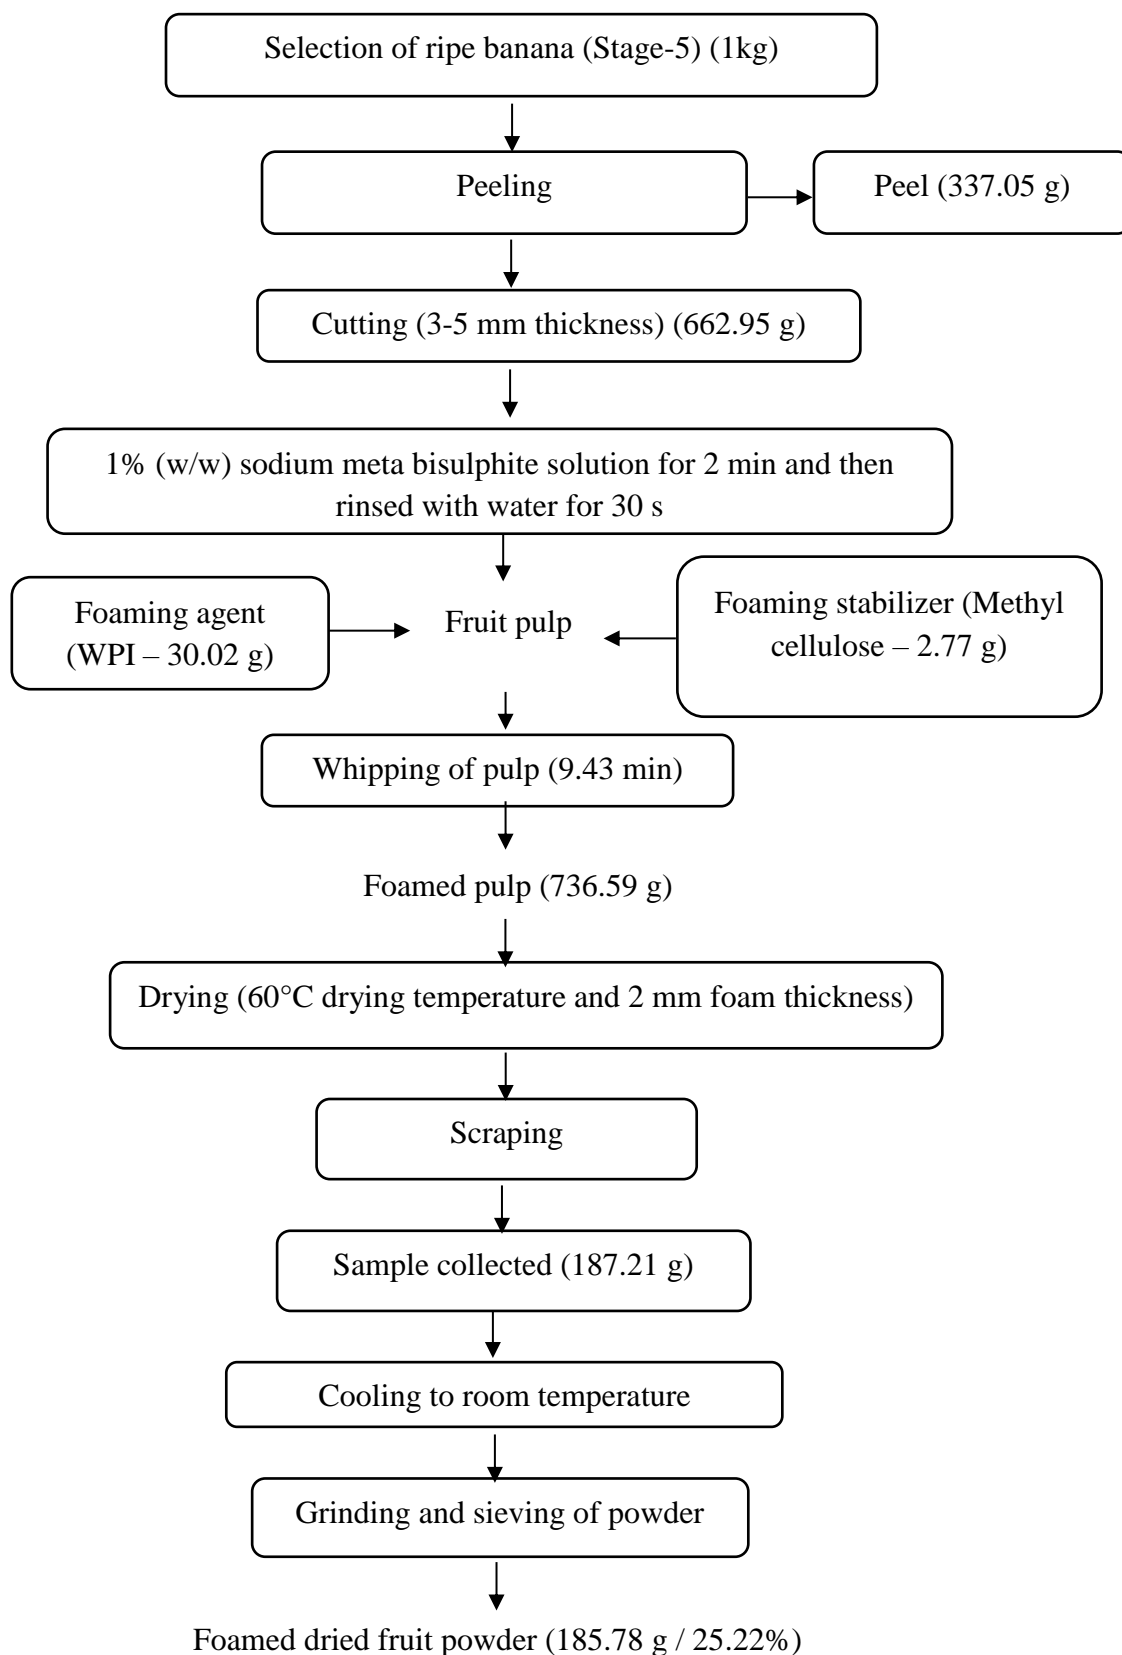 Selection of ripe banana (Stage-5) (1kg)
Peeling
Peel (337.05 g)
Cutting (3-5 mm thickness) (662.95 g)
1% (w/w) sodium meta bisulphite solution for 2 min and then
rinsed with water for 30 s
Foaming agent
(WPI – 30.02 g)
Fruit pulp
Foaming stabilizer (Methyl
cellulose – 2.77 g)
Whipping of pulp (9.43 min)
Foamed pulp (736.59 g)
Drying (60°C drying temperature and 2 mm foam thickness)
Scraping
Sample collected (187.21 g)
Cooling to room temperature
Grinding and sieving of powder
Foamed dried fruit powder (185.78 g / 25.22%)